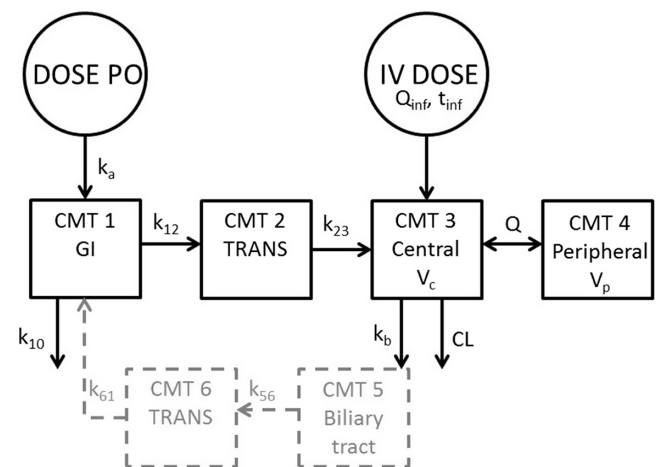 DOSE PO
IV DOSE
Qinf, tinf
ka
CMT 1
GI
k12
CMT 2
TRANS
k23
CMT 3
Central
Vc
Q
CMT 4
Peripheral
Vp
k10
kb
CL
k61
CMT 6
TRANS
k56
CMT 5
Biliary
tract